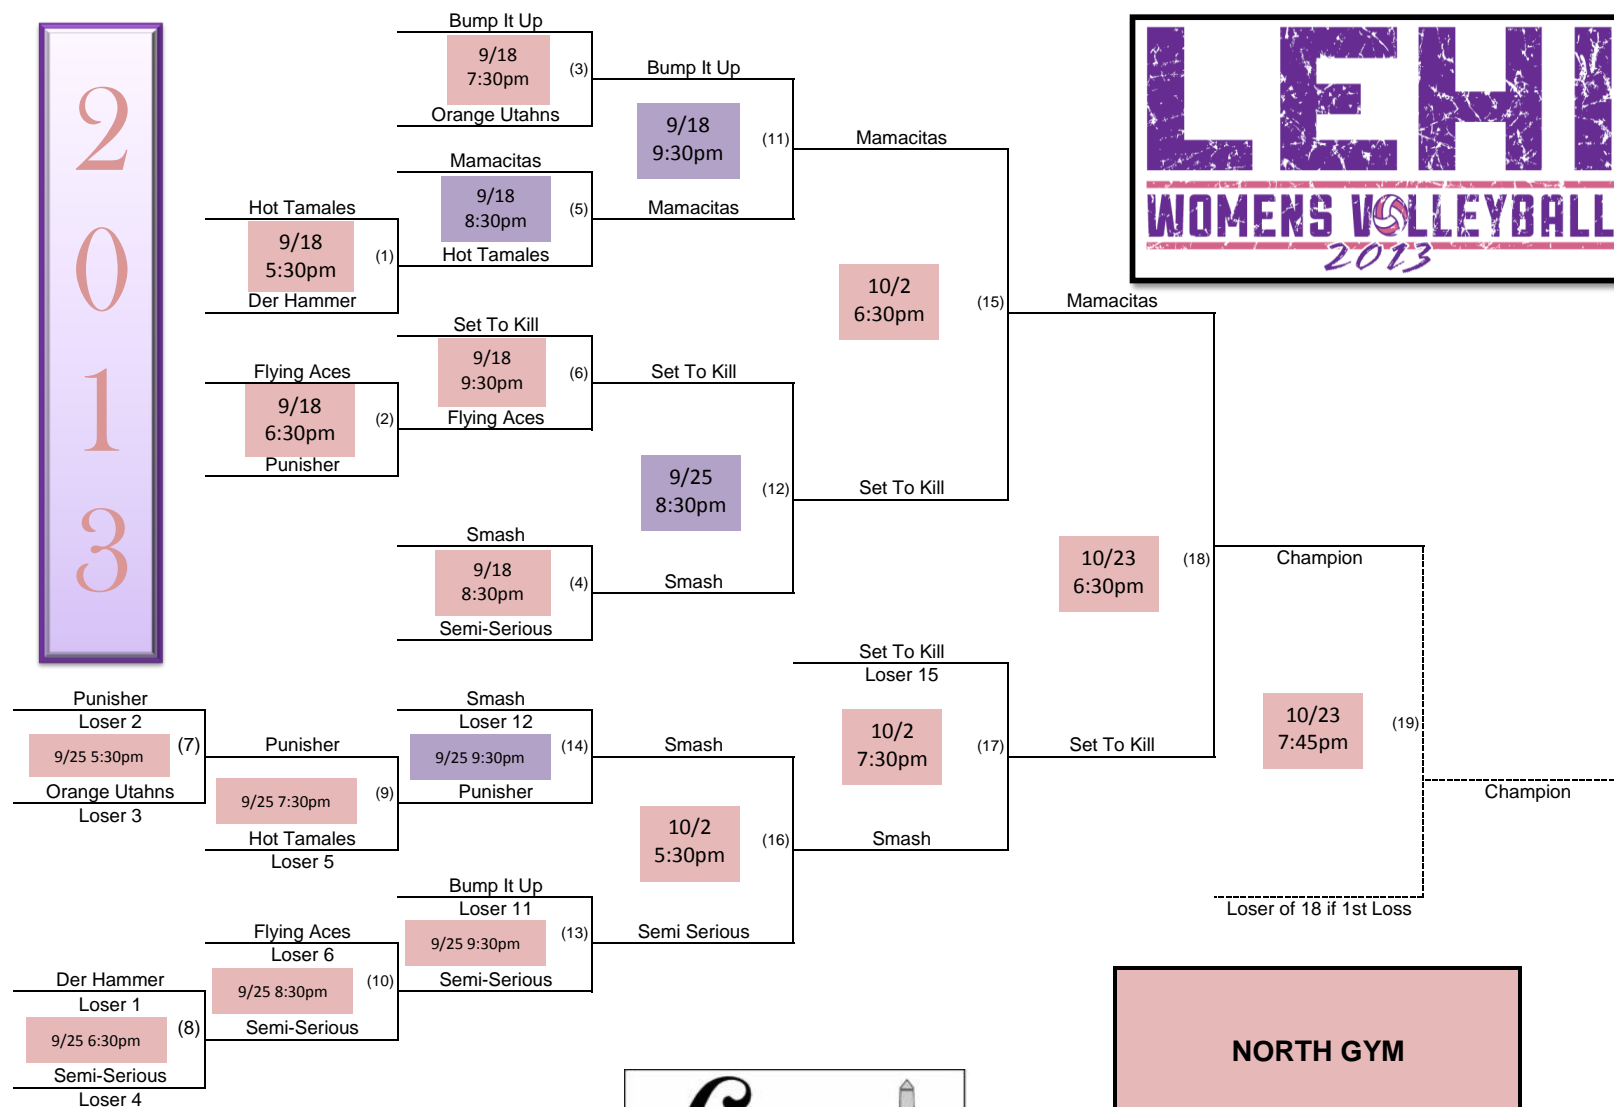 2
0
1
3
LEHI
WOMENS VOLLEYBALL
2013
Bump It Up
9/18
7:30pm
(3)
Orange Utahns
Bump It Up
9/18
9:30pm
(11)
Mamacitas
Mamacitas
9/18
8:30pm
(5)
Hot Tamales
Mamacitas
Hot Tamales
9/18
5:30pm
(1)
Der Hammer
10/2
6:30pm
(15)
Mamacitas
Set To Kill
9/18
9:30pm
(6)
Flying Aces
Set To Kill
Flying Aces
9/18
6:30pm
(2)
Punisher
9/25
8:30pm
(12)
Set To Kill
Smash
9/18
8:30pm
(4)
Semi-Serious
Smash
10/23
6:30pm
(18)
Champion
Set To Kill
Loser 15
10/2
7:30pm
(17)
Set To Kill
Smash
10/23
7:45pm
(19)
Champion
Loser of 18 if 1st Loss
Punisher
Loser 2
9/25 5:30pm
(7)
Orange Utahns
Loser 3
Punisher
9/25 7:30pm
(9)
Hot Tamales
Loser 5
Smash
Loser 12
9/25 9:30pm
(14)
Punisher
Smash
10/2
5:30pm
(16)
Semi Serious
Bump It Up
Loser 11
9/25 9:30pm
(13)
Semi-Serious
Flying Aces
Loser 6
9/25 8:30pm
(10)
Semi-Serious
Der Hammer
Loser 1
9/25 6:30pm
(8)
Semi-Serious
Loser 4
NORTH GYM